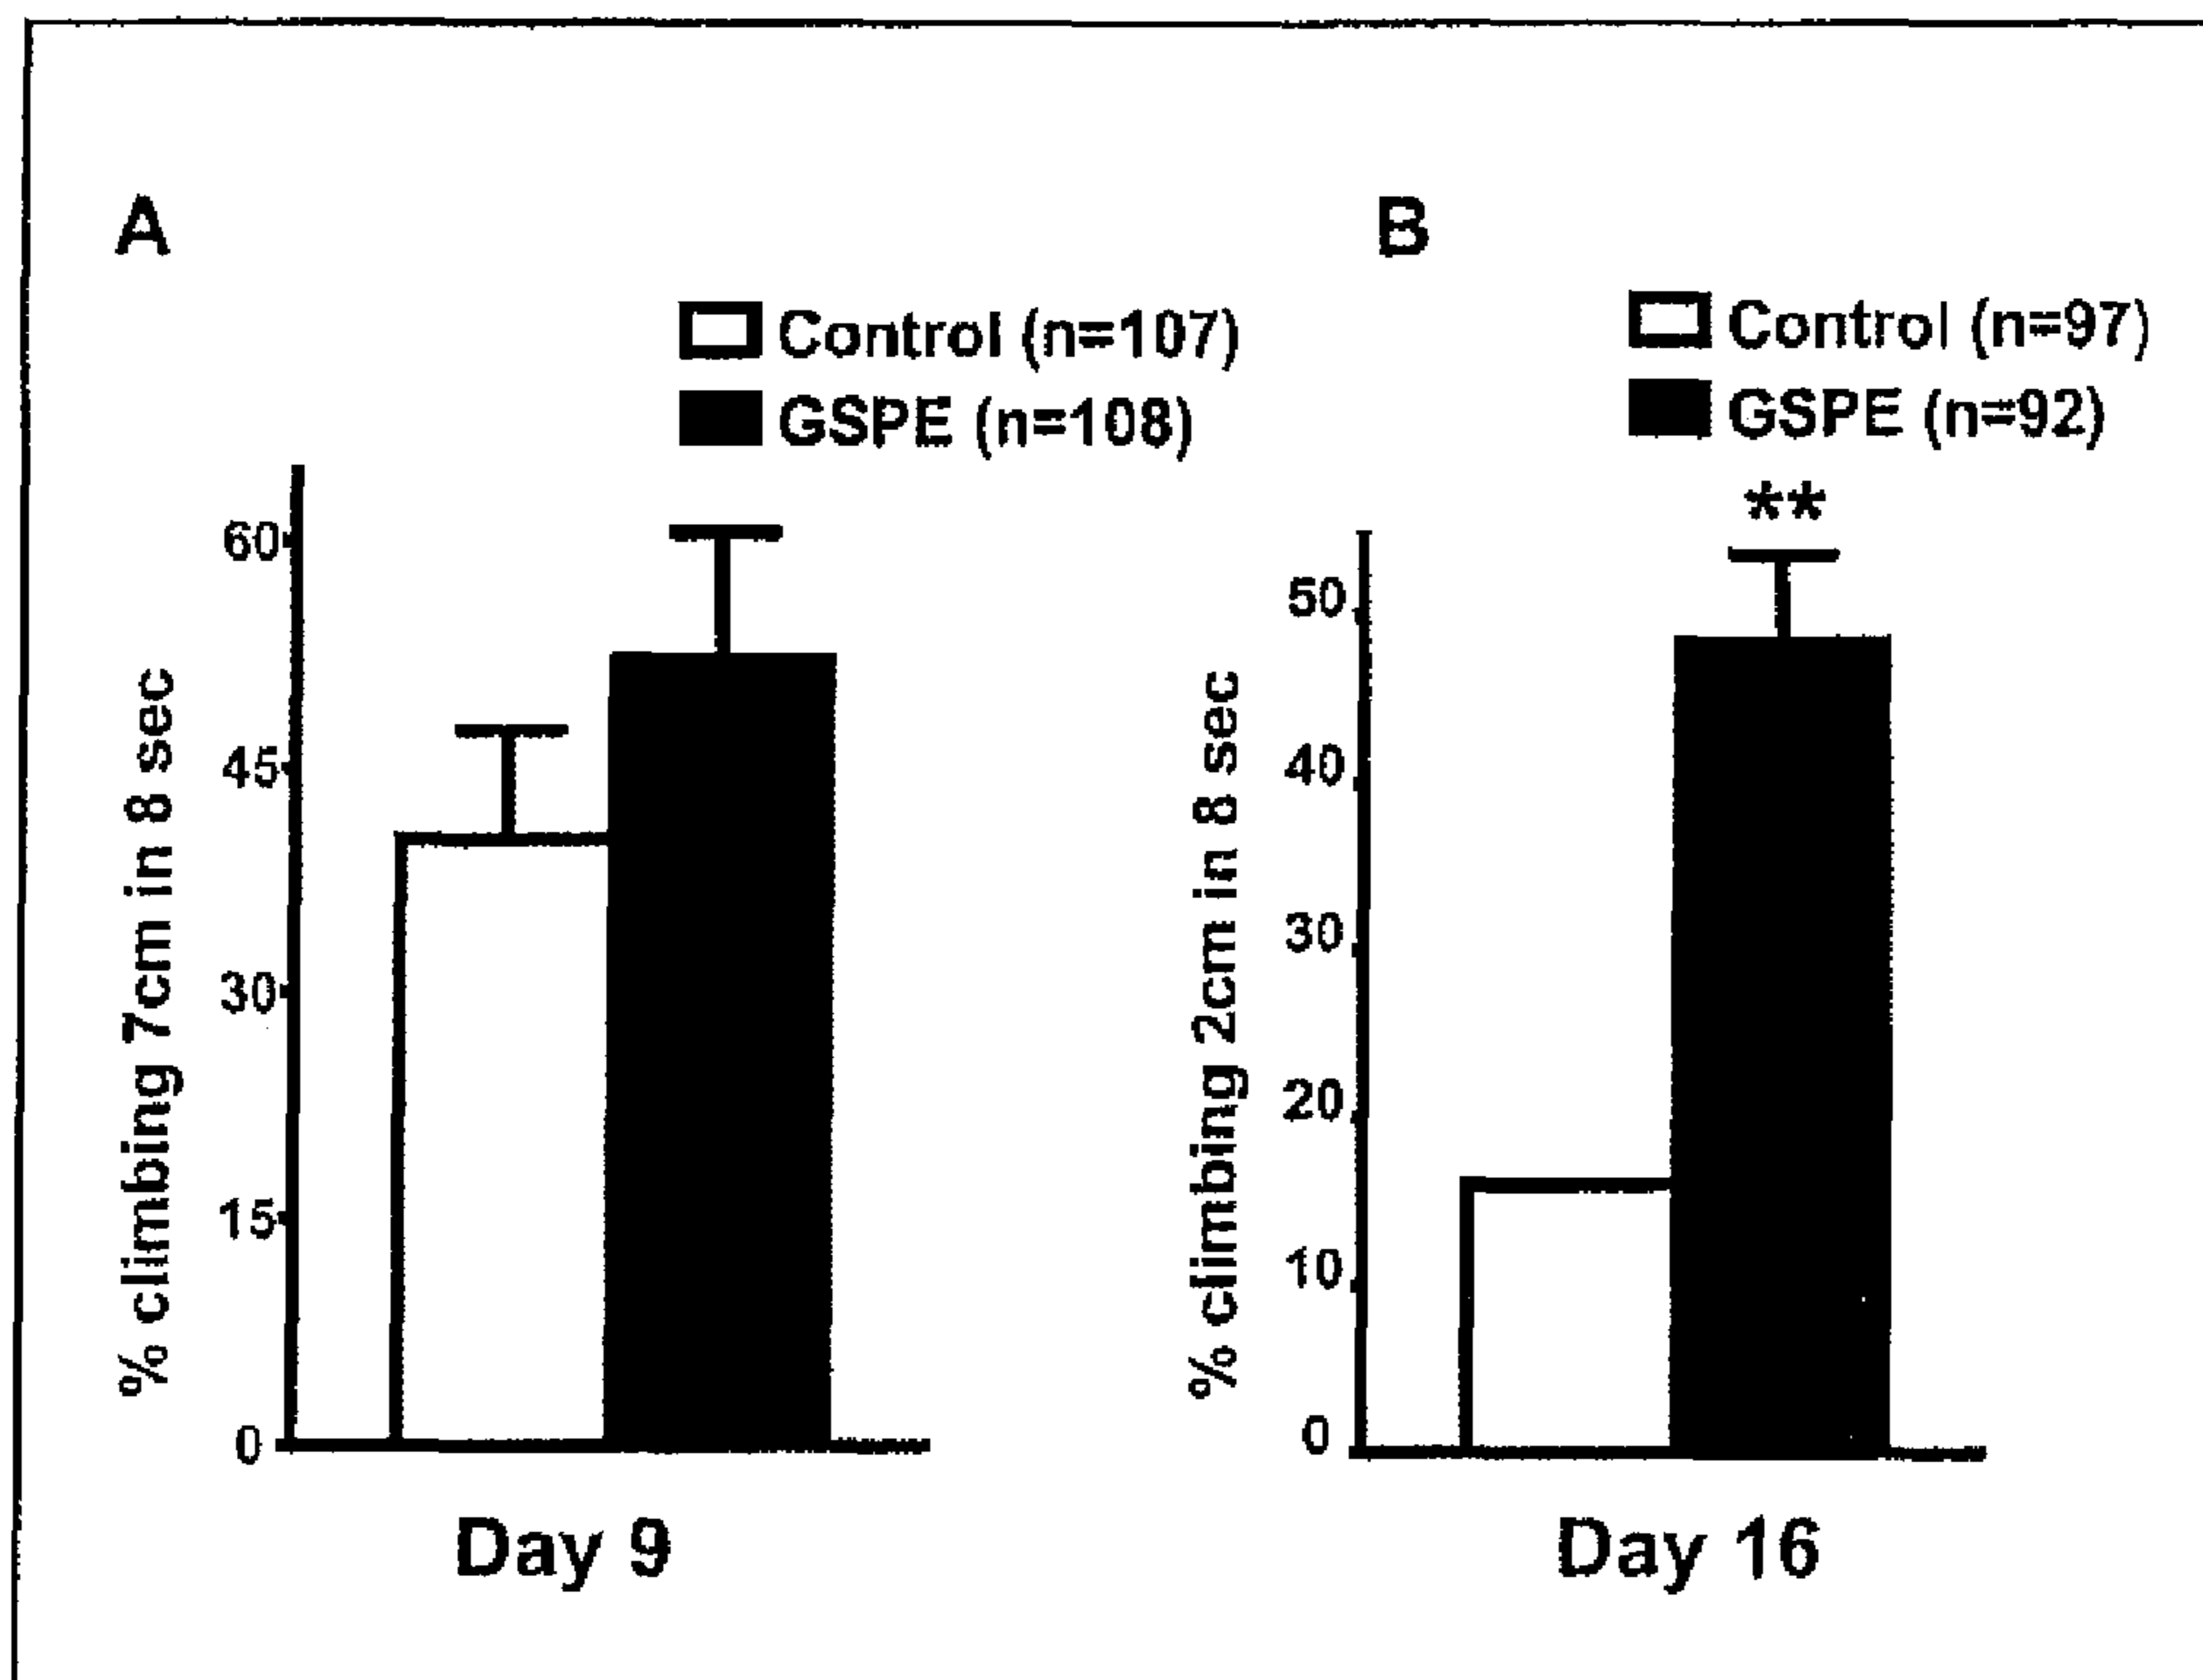 A
Control (n=107)
GSPE (n=108)
60
45
30
15
0
% climbing 7cm in 8 sec
Day 9
B
Control (n=97)
GSPE (n=92)
**
50
40
30
20
10
0
% climbing 2cm in 8 sec
Day 16